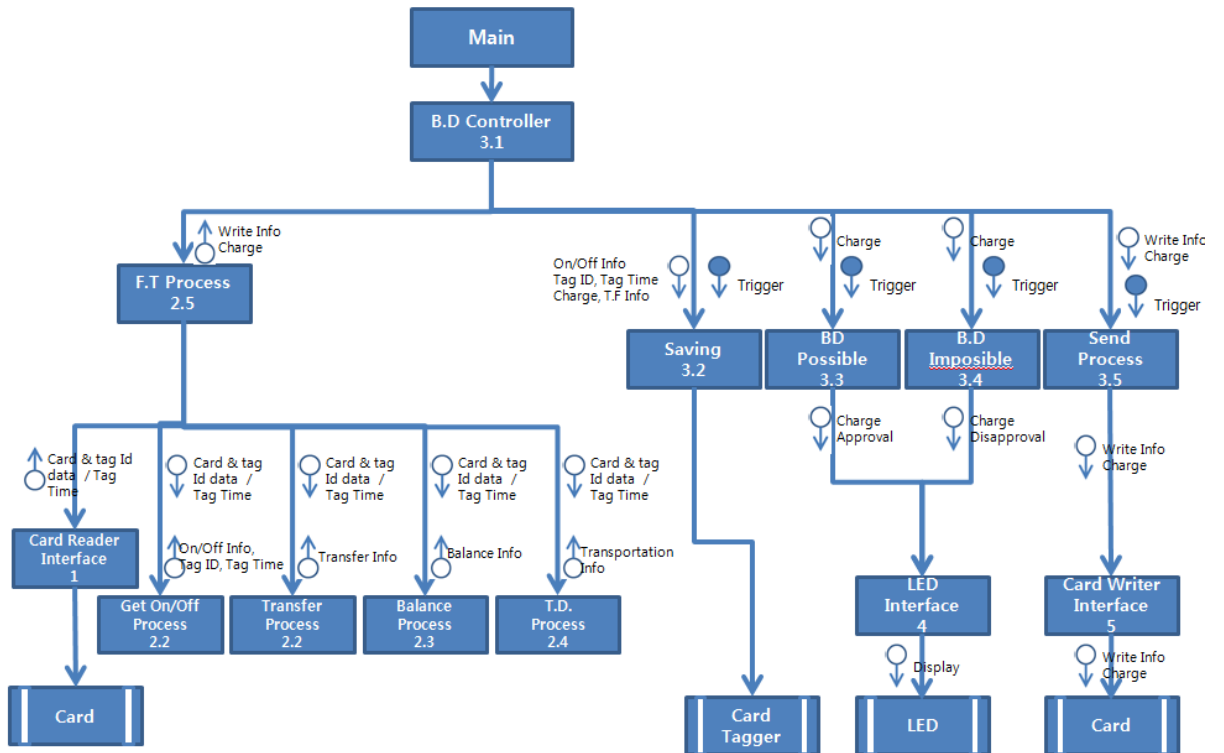 Main
B.D Controller
3.1
Write Info
Charge
F.T Process
2.5
On/Off Info
Tag ID, Tag Time
Charge, T.F Info
Trigger
Charge
Trigger
Charge
Trigger
Write Info
Charge
Trigger
Saving
3.2
BD
Possible
3.3
B.D
Imposible
3.4
Send
Process
3.5
Charge
Approval
Charge
Disapproval
Write Info
Charge
Card & tag Id
data / Tag
Time
Card & tag
Id data /
Tag Time
Card & tag
Id data /
Tag Time
Card & tag
Id data /
Tag Time
Card & tag
Id data /
Tag Time
Card Reader
Interface
1
On/Off Info,
Tag ID, Tag Time
Transfer Info
Balance Info
Transportation
Info
Get On/Off
Process
2.2
Transfer
Process
2.2
Balance
Process
2.3
T.D.
Process
2.4
LED
Interface
4
Card Writer
Interface
5
Display
Write Info
Charge
Card
Card
Tagger
LED
Card